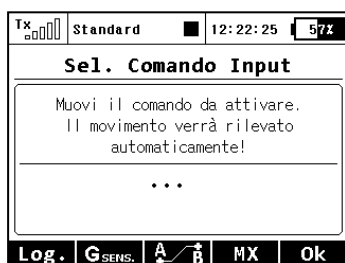 Tx Standard 12:22:25 57%
Sel. Comando Input
Muovi il comando da attivare.
Il movimento verrà rilevato
automaticamente!
...
Log. GSENS. A/B MX Ok